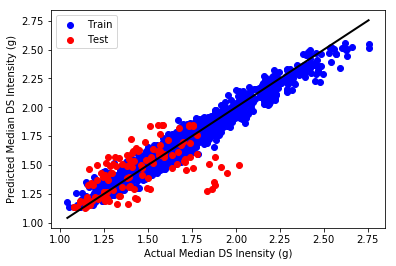 2.75
2.50
2.25
2.00
1.75
1.50
1.25
1.00
Predicted Median DS Intensity (g)
Train
Test
1.00 1.25 1.50 1.75 2.00 2.25 2.50 2.75
Actual Median DS Inensity (g)